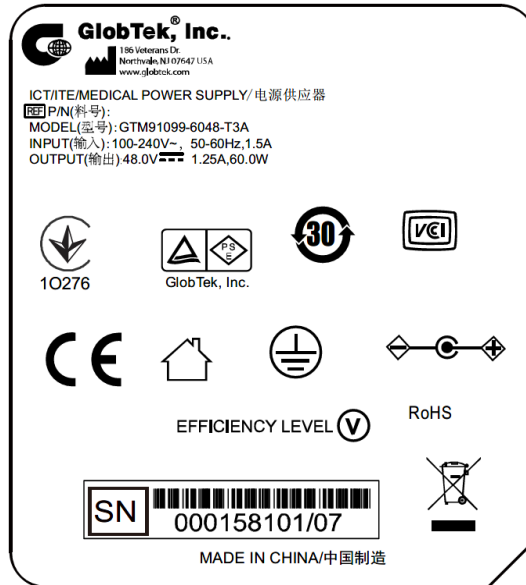 GlobTek,® Inc.
186 Veterans Dr.
Northvale, NJ 07647 USA
www.globtek.com
ICT/ITE/MEDICAL POWER SUPPLY/电源供应器
REF P/N(料号):
MODEL(型号):GTM91099-6048-T3A
INPUT(输入):100-240V~, 50-60Hz,1.5A
OUTPUT(输出):48.0V⎓ 1.25A,60.0W
30
VCI
PS
E
10276
GlobTek, Inc.
CE
EFFICIENCY LEVEL V
RoHS
SN
000158101/07
MADE IN CHINA/中国制造